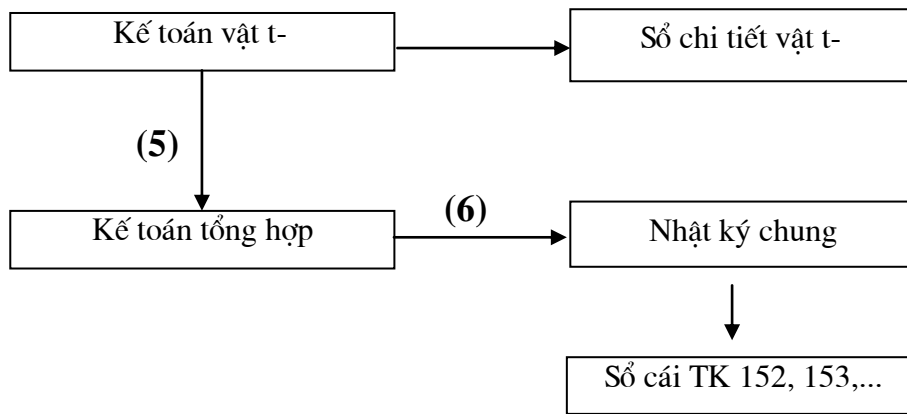 Kế toán vật t-
Sổ chi tiết vật t-
(5)
Kế toán tổng hợp
(6)
Nhật ký chung
Sổ cái TK 152, 153,...